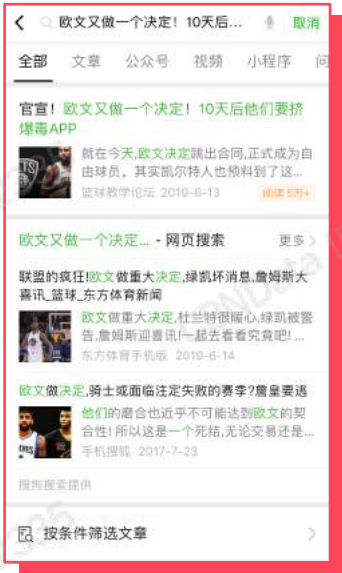 欧文又做一个决定！10天后... 取消
全部 文章 公众号 视频 小程序 问
官宣！欧文又做一个决定！10天后他们要挤
爆毒APP
就在今天,欧文决定跳出合同,正式成为自
由球员。其实凯尔特人也预料到了这...
篮球教学论坛 2019-6-13 阅读 5万+
欧文又做一个决定... - 网页搜索 更多
联盟的疯狂!欧文做重大决定,绿凯坏消息,詹姆斯大
喜讯_篮球_东方体育新闻
欧文做重大决定,杜兰特很暖心,绿凯被警
告,詹姆斯迎喜讯!一起去看看究竟吧! ...
东方体育手机版 2019-6-14
欧文做决定,骑士或面临注定失败的赛季?詹皇要逃
他们的磨合也近乎不可能达到欧文的契
合性! 所以这是一个死结,无论交易还是...
手机搜狐 2017-7-23
搜狗搜索提供
按条件筛选文章